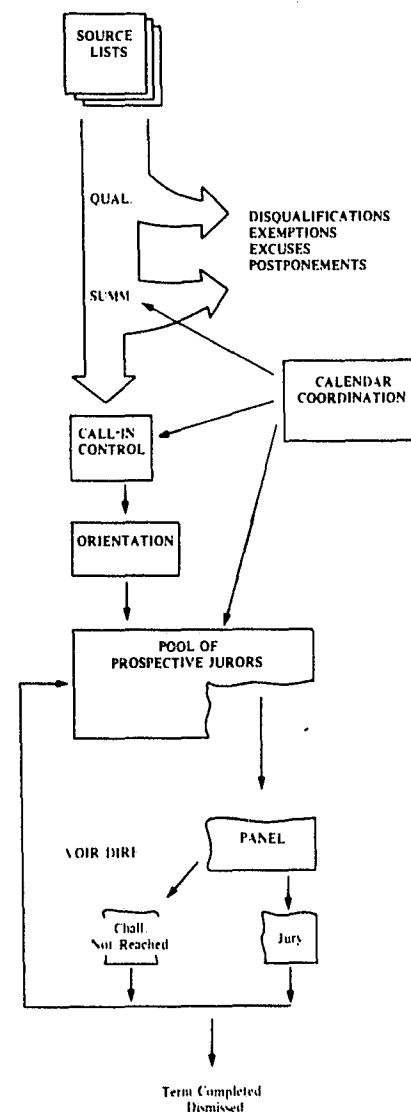 SOURCE
LISTS
QUAL.
DISQUALIFICATIONS
EXEMPTIONS
EXCUSES
POSTPONEMENTS
SUMM
CALENDAR
COORDINATION
CALL-IN
CONTROL
ORIENTATION
POOL OF
PROSPECTIVE JURORS
PANEL
VOIR DIRE
Chall.
Not Reached
Jury
Term Completed
Dismissed